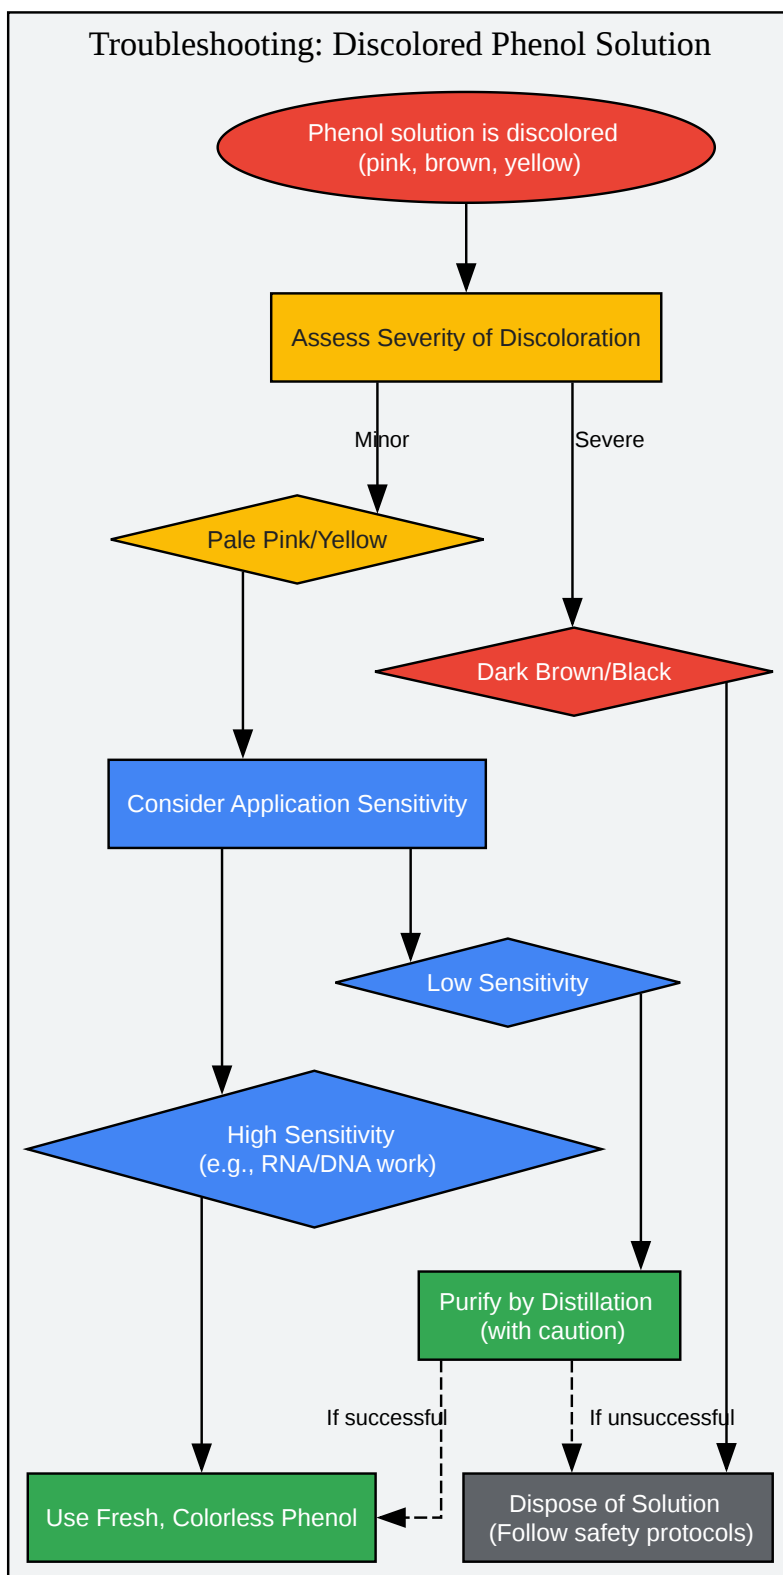 Troubleshooting: Discolored Phenol Solution
Phenol solution is discolored
(pink, brown, yellow)
Assess Severity of Discoloration
Minor
Severe
Pale Pink/Yellow
Dark Brown/Black
Consider Application Sensitivity
Low Sensitivity
High Sensitivity
(e.g., RNA/DNA work)
Purify by Distillation
(with caution)
If successful
If unsuccessful
Use Fresh, Colorless Phenol
Dispose of Solution
(Follow safety protocols)